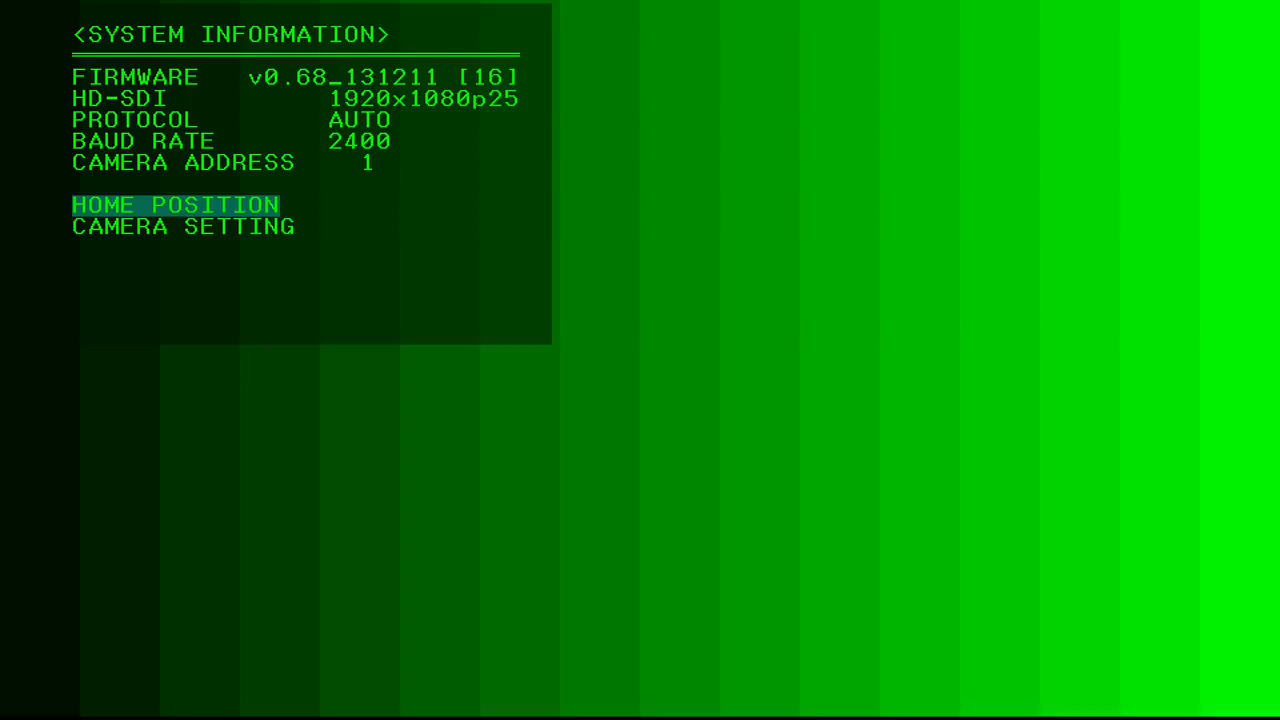 <SYSTEM INFORMATION>
FIRMWARE v0.68_131211 [16]
HD-SDI 1920x1080p25
PROTOCOL AUTO
BAUD RATE 2400
CAMERA ADDRESS 1
HOME POSITION
CAMERA SETTING